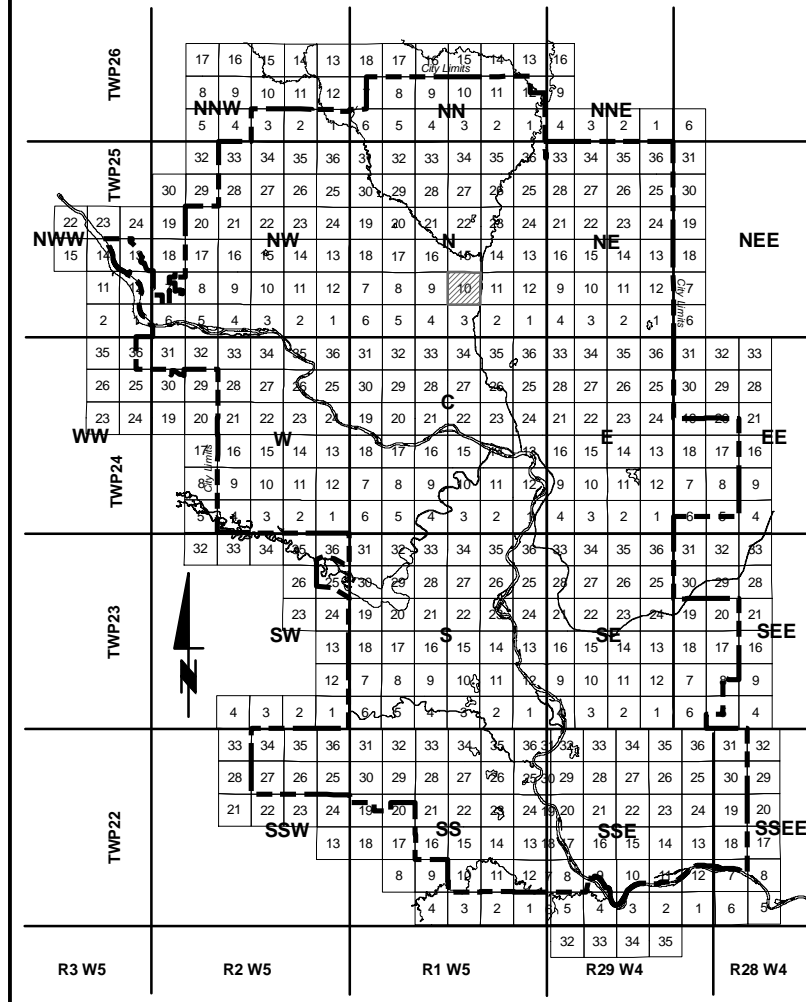 TWP26
17 16 15 14 13 18 17 16 15 14 13 16
City Limits
8 9 10 11 12 8 9 10 11 12 9
NNW NN NNE
5 4 3 2 1 6 5 4 3 2 1 4 3 2 1 6
TWP25
32 33 34 35 36 31 32 33 34 35 36 33 34 35 36 31
30 29 28 27 26 25 30 29 28 27 26 25 28 27 26 25 30
22 23 24 19 20 21 22 23 24 19 20 21 22 23 24 21 22 23 24 19
NWW NW N NE NEE
15 14 13 18 17 16 15 14 13 18 17 16 15 14 13 16 15 14 13 18
11 12 8 9 10 11 12 7 8 9 10 11 12 9 10 11 12 7
City Limits
2 1 6 5 4 3 2 1 6 5 4 3 2 1 4 3 2 1 6
TWP24
35 36 31 32 33 34 35 36 31 32 33 34 35 36 33 34 35 36 31 32 33
26 25 30 29 28 27 26 25 30 29 28 27 26 25 28 27 26 25 30 29 28
C
23 24 19 20 21 22 23 24 19 20 21 22 23 24 21 22 23 24 19 20 21
WW W E EE
17 16 15 14 13 18 17 16 15 14 13 16 15 14 13 18 17 16
City Limits
8 9 10 11 12 7 8 9 10 11 12 9 10 11 12 7 8 9
5 4 3 2 1 6 5 4 3 2 1 4 3 2 1 6 5 4
TWP23
32 33 34 35 36 31 32 33 34 35 36 33 34 35 36 31 32 33
26 25 30 29 28 27 26 25 28 27 26 25 30 29 28
23 24 19 20 21 22 23 24 21 22 23 24 19 20 21
SW S SE SEE
13 18 17 16 15 14 13 16 15 14 13 18 17 16
N
12 7 8 9 10 11 12 9 10 11 12 7 8 9
4 3 2 1 6 5 4 3 2 1 3 2 1 6 4
TWP22
33 34 35 36 31 32 33 34 35 36 31 32 33 34 35 36 31 32
28 27 26 25 30 29 28 27 26 25 30 29 28 27 26 25 30 29
21 22 23 24 19 20 21 22 23 24 19 20 21 22 23 24 19 20
SSW SS SSE SSEE
13 18 17 16 15 14 13 18 17 16 15 14 13 18 17
8 9 10 11 12 7 8 9 10 11 12 7 8
4 3 2 1 6 5 4 3 2 1 6 5
32 33 34 35
R3 W5 R2 W5 R1 W5 R29 W4 R28 W4